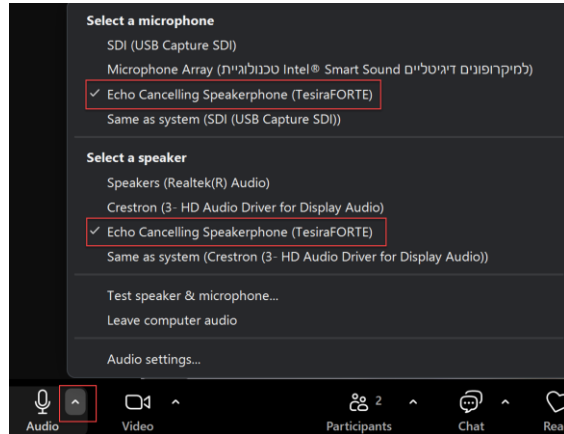 Select a microphone
SDI (USB Capture SDI)
Microphone Array (טכנולוגיית Intel® Smart Sound למיקרופונים דיגיטליים)
Echo Cancelling Speakerphone (TesiraFORTE)
Same as system (SDI (USB Capture SDI))
Select a speaker
Speakers (Realtek(R) Audio)
Crestron (3- HD Audio Driver for Display Audio)
Echo Cancelling Speakerphone (TesiraFORTE)
Same as system (Crestron (3- HD Audio Driver for Display Audio))
Test speaker & microphone...
Leave computer audio
Audio settings...
2
Audio Video Participants Chat